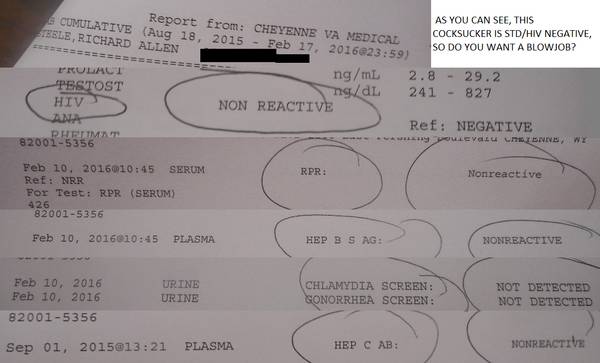 Report from: CHEYENNE VA MEDICAL
CUMULATIVE (Aug 18, 2015 - Feb 17, 2016@23:59)
STEELE,RICHARD ALLEN
AS YOU CAN SEE, THIS
COCKSUCKER IS STD/HIV NEGATIVE,
SO DO YOU WANT A BLOWJOB?
PROLACT ng/mL 2.8 - 29.2
TESTOST ng/dL 241 - 827
HIV NON REACTIVE
ANA Ref: NEGATIVE
RHEUMAT
CHEYENNE, WY
82001-5356
Feb 10, 2016@10:45 SERUM RPR: Nonreactive
Ref: NRR
For Test: RPR (SERUM)
426
82001-5356
Feb 10, 2016@10:45 PLASMA HEP B S AG: NONREACTIVE
Feb 10, 2016 URINE CHLAMYDIA SCREEN: NOT DETECTED
Feb 10, 2016 URINE GONORRHEA SCREEN: NOT DETECTED
82001-5356
Sep 01, 2015@13:21 PLASMA HEP C AB: NONREACTIVE